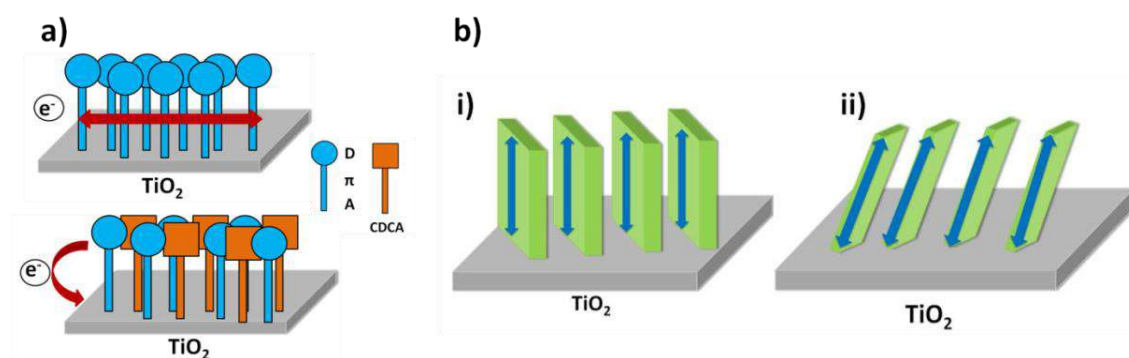 a)
e-
TiO2
D
π
A
CDCA
e-
TiO2
b)
i)
TiO2
ii)
TiO2